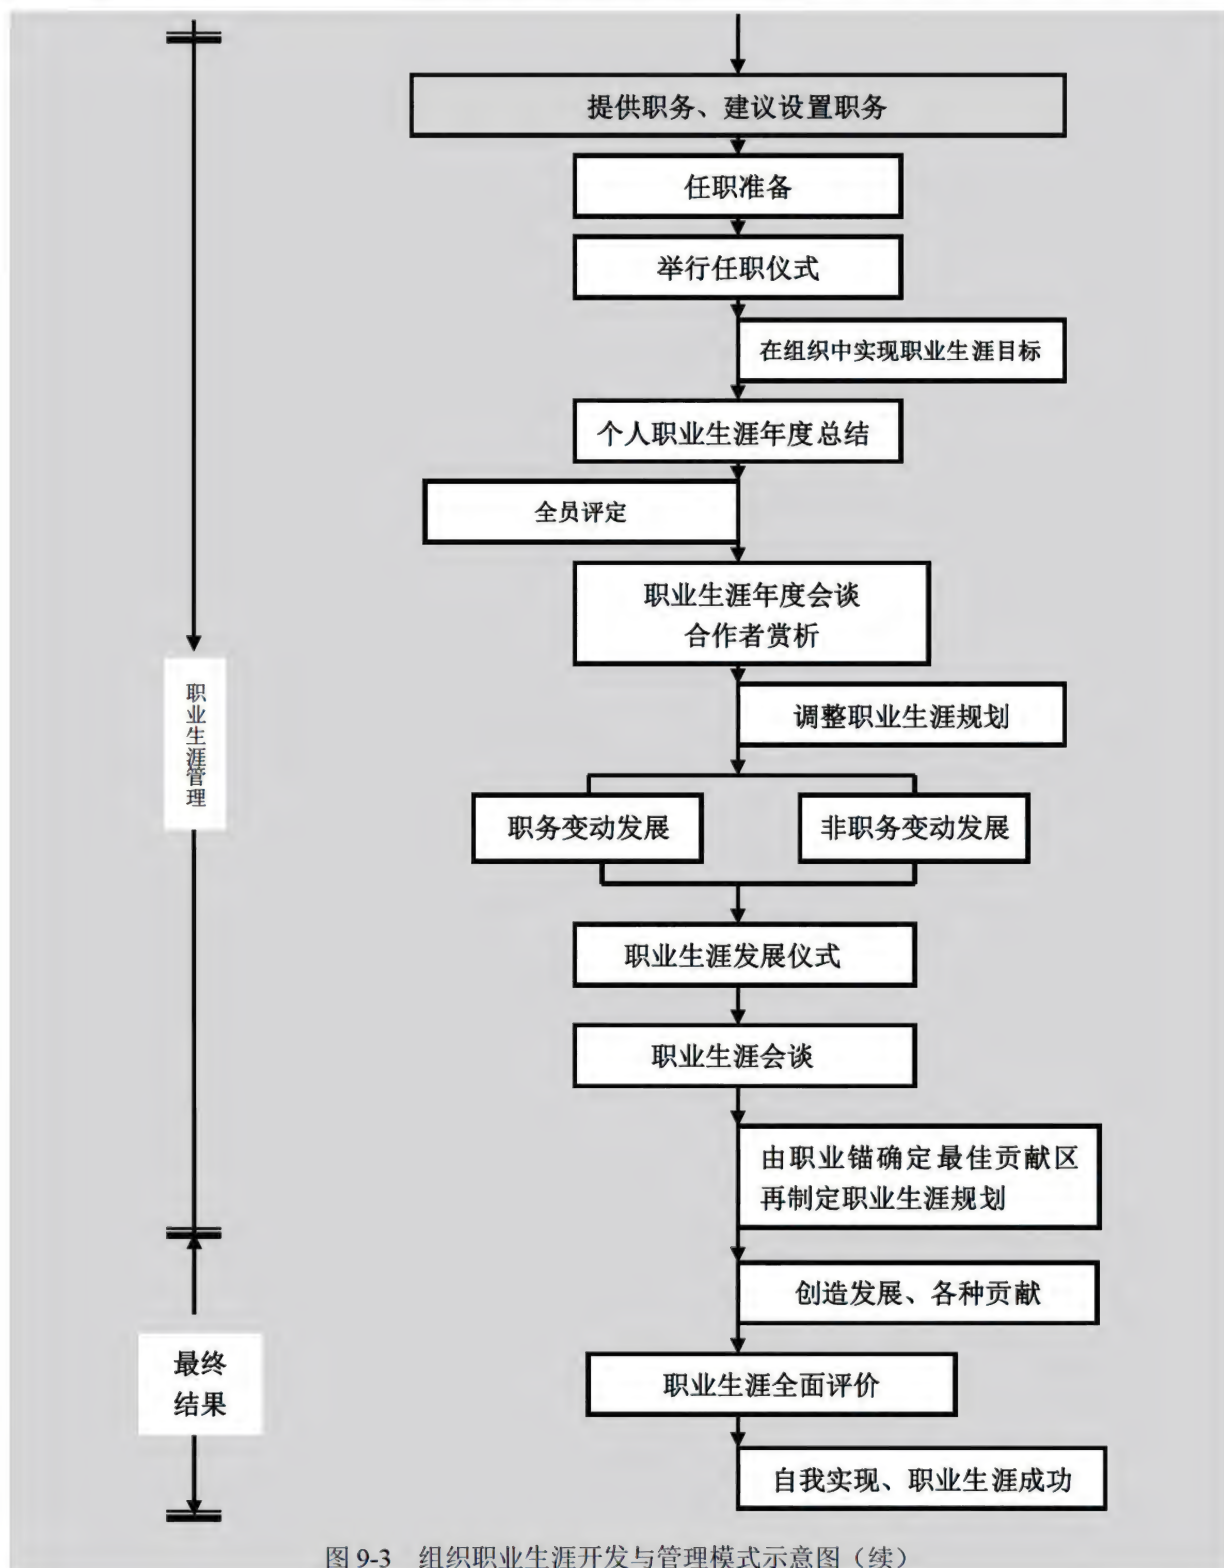 提供职务、建议设置职务
任职准备
举行任职仪式
在组织中实现职业生涯目标
个人职业生涯年度总结
全员评定
职业生涯年度会谈
合作者赏析
职业生涯管理
调整职业生涯规划
职务变动发展
非职务变动发展
职业生涯发展仪式
职业生涯会谈
由职业锚确定最佳贡献区
再制定职业生涯规划
创造发展、各种贡献
最终
结果
职业生涯全面评价
自我实现、职业生涯成功
图 9-3 组织职业生涯开发与管理模式示意图（续）